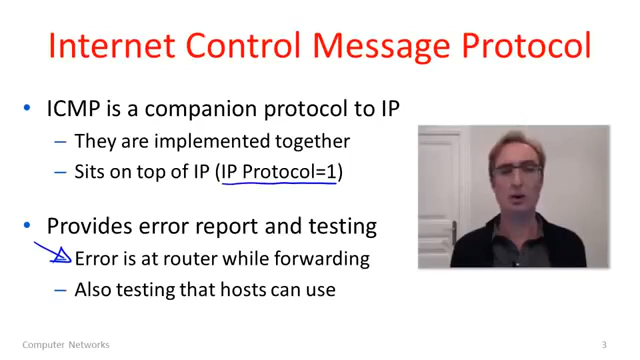 Internet Control Message Protocol
• ICMP is a companion protocol to IP
– They are implemented together
– Sits on top of IP (IP Protocol=1)
• Provides error report and testing
– Error is at router while forwarding
– Also testing that hosts can use
Computer Networks
3